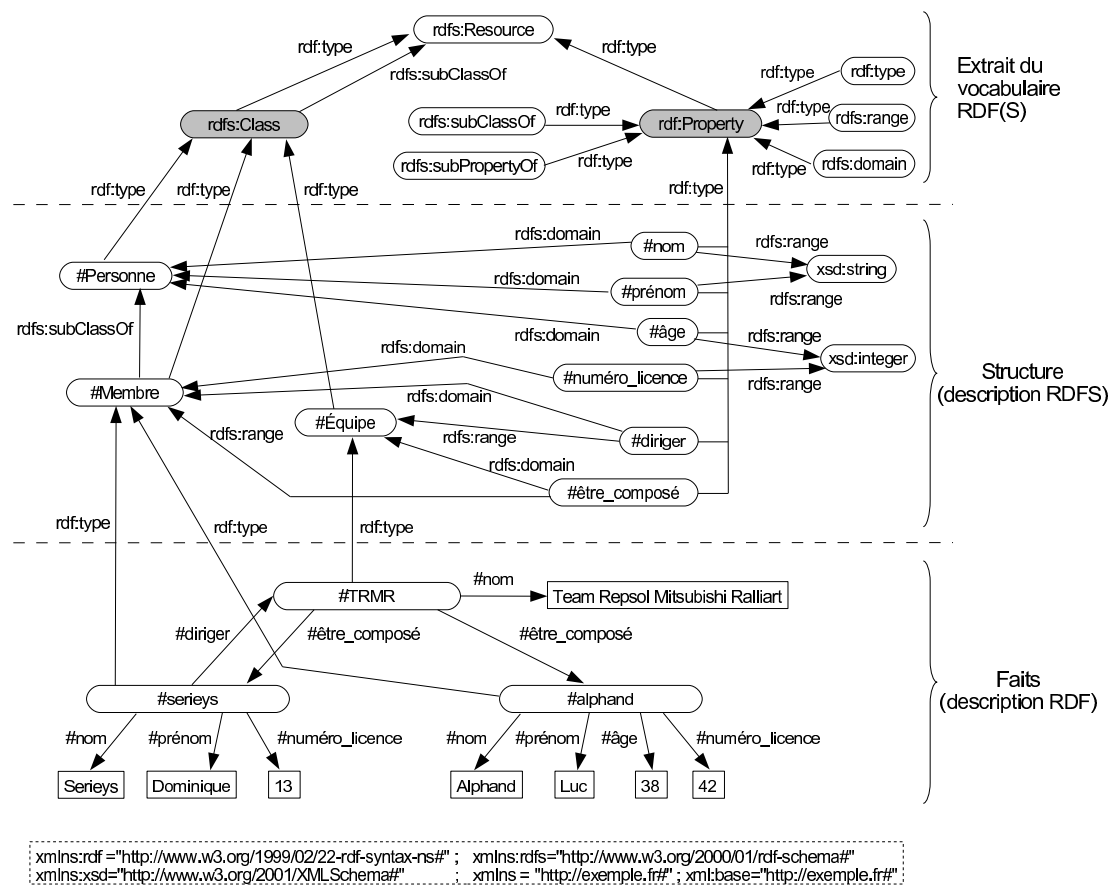 rdfs:Resource
rdf:type
rdf:type
rdfs:subClassOf
rdf:type
rdf:type
rdf:type
rdfs:Class
rdfs:subClassOf
rdf:type
rdf:Property
rdf:type
rdfs:range
rdfs:subPropertyOf
rdf:type
rdf:type
rdfs:domain
Extrait du
vocabulaire
RDF(S)
rdf:type
rdf:type
rdf:type
rdf:type
#Personne
rdfs:domain
#nom
rdfs:range
xsd:string
rdfs:domain
#prénom
rdfs:range
rdfs:subClassOf
rdfs:domain
#âge
rdfs:range
xsd:integer
#Membre
rdfs:domain
#numéro_licence
rdfs:range
rdfs:domain
#Équipe
rdfs:range
#diriger
rdfs:range
rdfs:domain
#être_composé
Structure
(description RDFS)
rdf:type
rdf:type
rdf:type
#TRMR
#nom
Team Repsol Mitsubishi Ralliart
#diriger
#être_composé
#être_composé
#serieys
#alphand
Faits
(description RDF)
#nom
#prénom
#numéro_licence
#nom
#prénom
#âge
#numéro_licence
Serieys
Dominique
13
Alphand
Luc
38
42
xmlns:rdf ="http://www.w3.org/1999/02/22-rdf-syntax-ns#" ; xmlns:rdfs="http://www.w3.org/2000/01/rdf-schema#"
xmlns:xsd="http://www.w3.org/2001/XMLSchema#" ; xmlns = "http://exemple.fr#" ; xml:base="http://exemple.fr#"